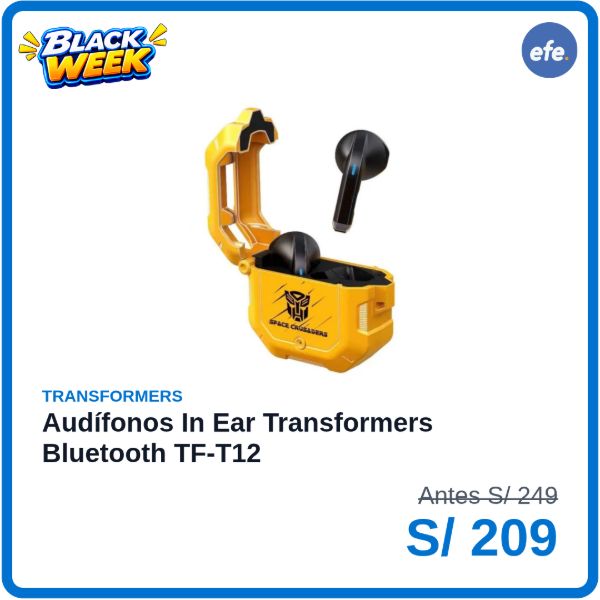 BLACK
WEEK
efe.
SPACE CRUSADERS
TRANSFORMERS
Audífonos In Ear Transformers
Bluetooth TF-T12
Antes S/ 249
S/ 209